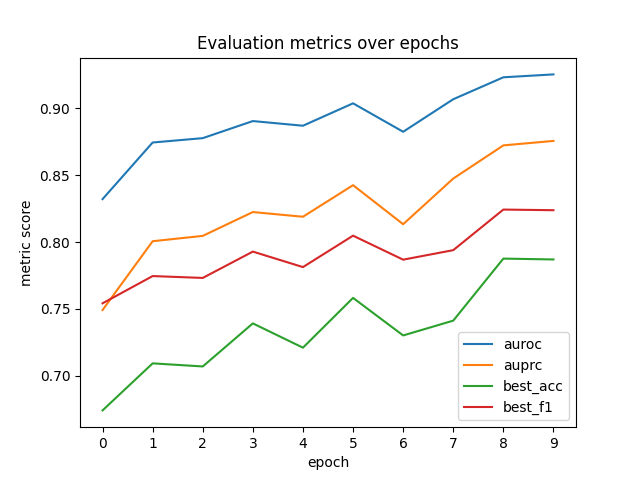 Evaluation metrics over epochs
metric score
0.90
0.85
0.80
0.75
0.70
0 1 2 3 4 5 6 7 8 9
epoch
auroc
auprc
best_acc
best_f1